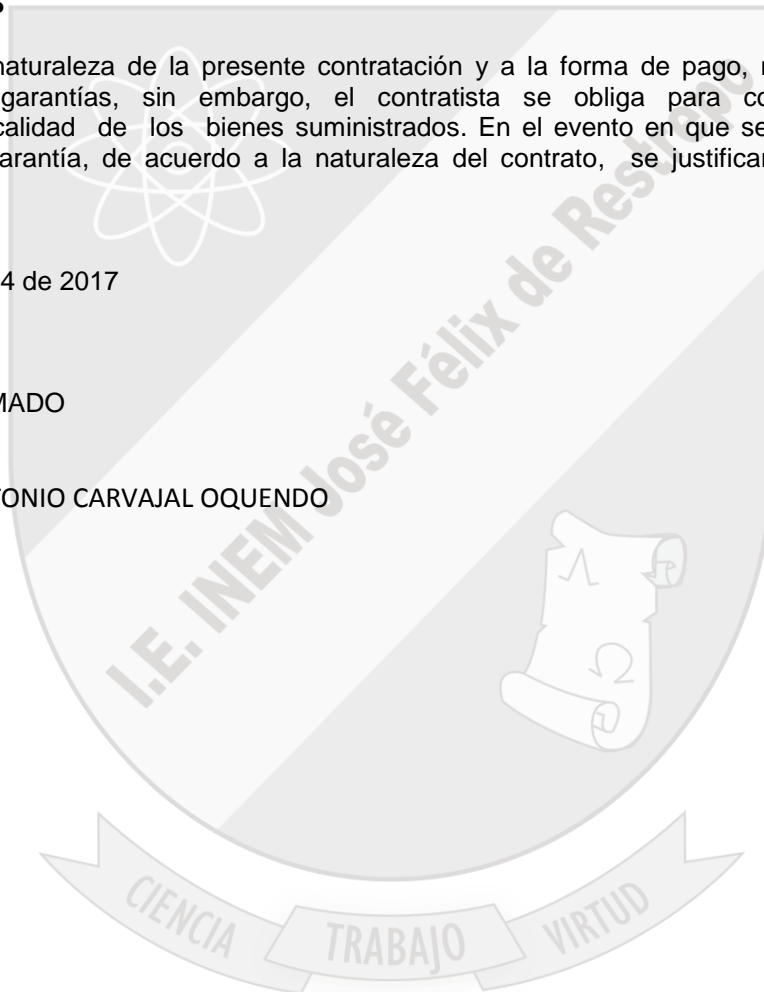 naturaleza de la presente contratación y a la forma de pago,
garantías, sin embargo, el contratista se obliga para
calidad de los bienes suministrados. En el evento en que se
arantía, de acuerdo a la naturaleza del contrato, se justificar
4 de 2017
MADO
TONIO CARVAJAL OQUENDO
I.E. INEM José Félix de Restrepo
CIENCIA TRABAJO VIRTUD